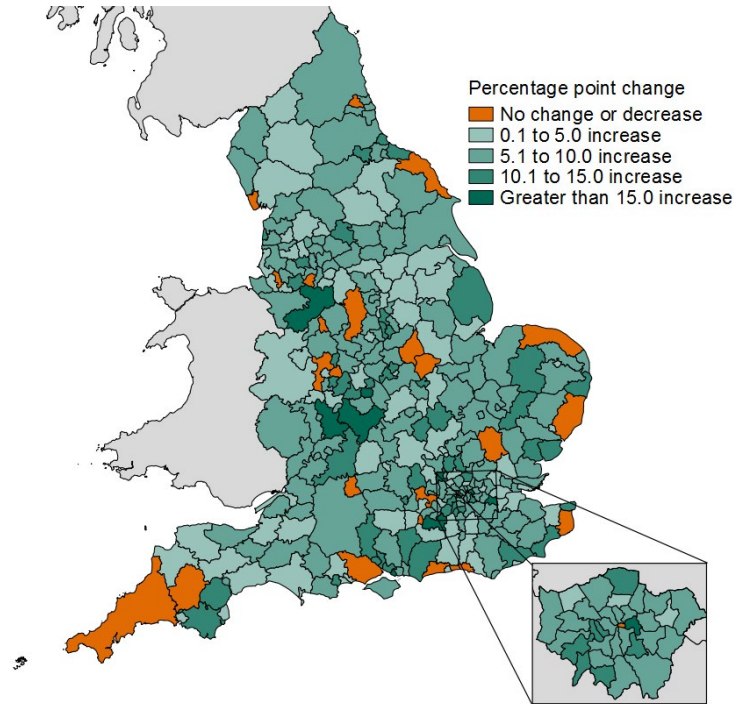 Percentage point change
No change or decrease
0.1 to 5.0 increase
5.1 to 10.0 increase
10.1 to 15.0 increase
Greater than 15.0 increase